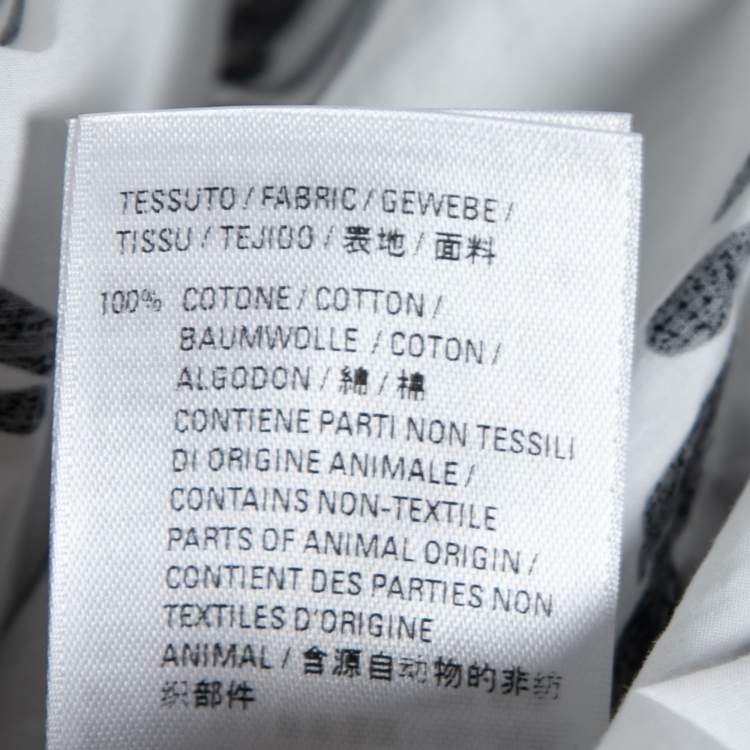 TESSUTO / FABRIC / GEWEBE /
TISSU / TEJIDO / 表地 / 面料
100% COTONE / COTTON /
BAUMWOLLE / COTON /
ALGODON / 綿 / 棉
CONTIENE PARTI NON TESSILI
DI ORIGINE ANIMALE /
CONTAINS NON-TEXTILE
PARTS OF ANIMAL ORIGIN /
CONTIENT DES PARTIES NON
TEXTILES D'ORIGINE
ANIMAL / 含源自动物的非纺
织部件